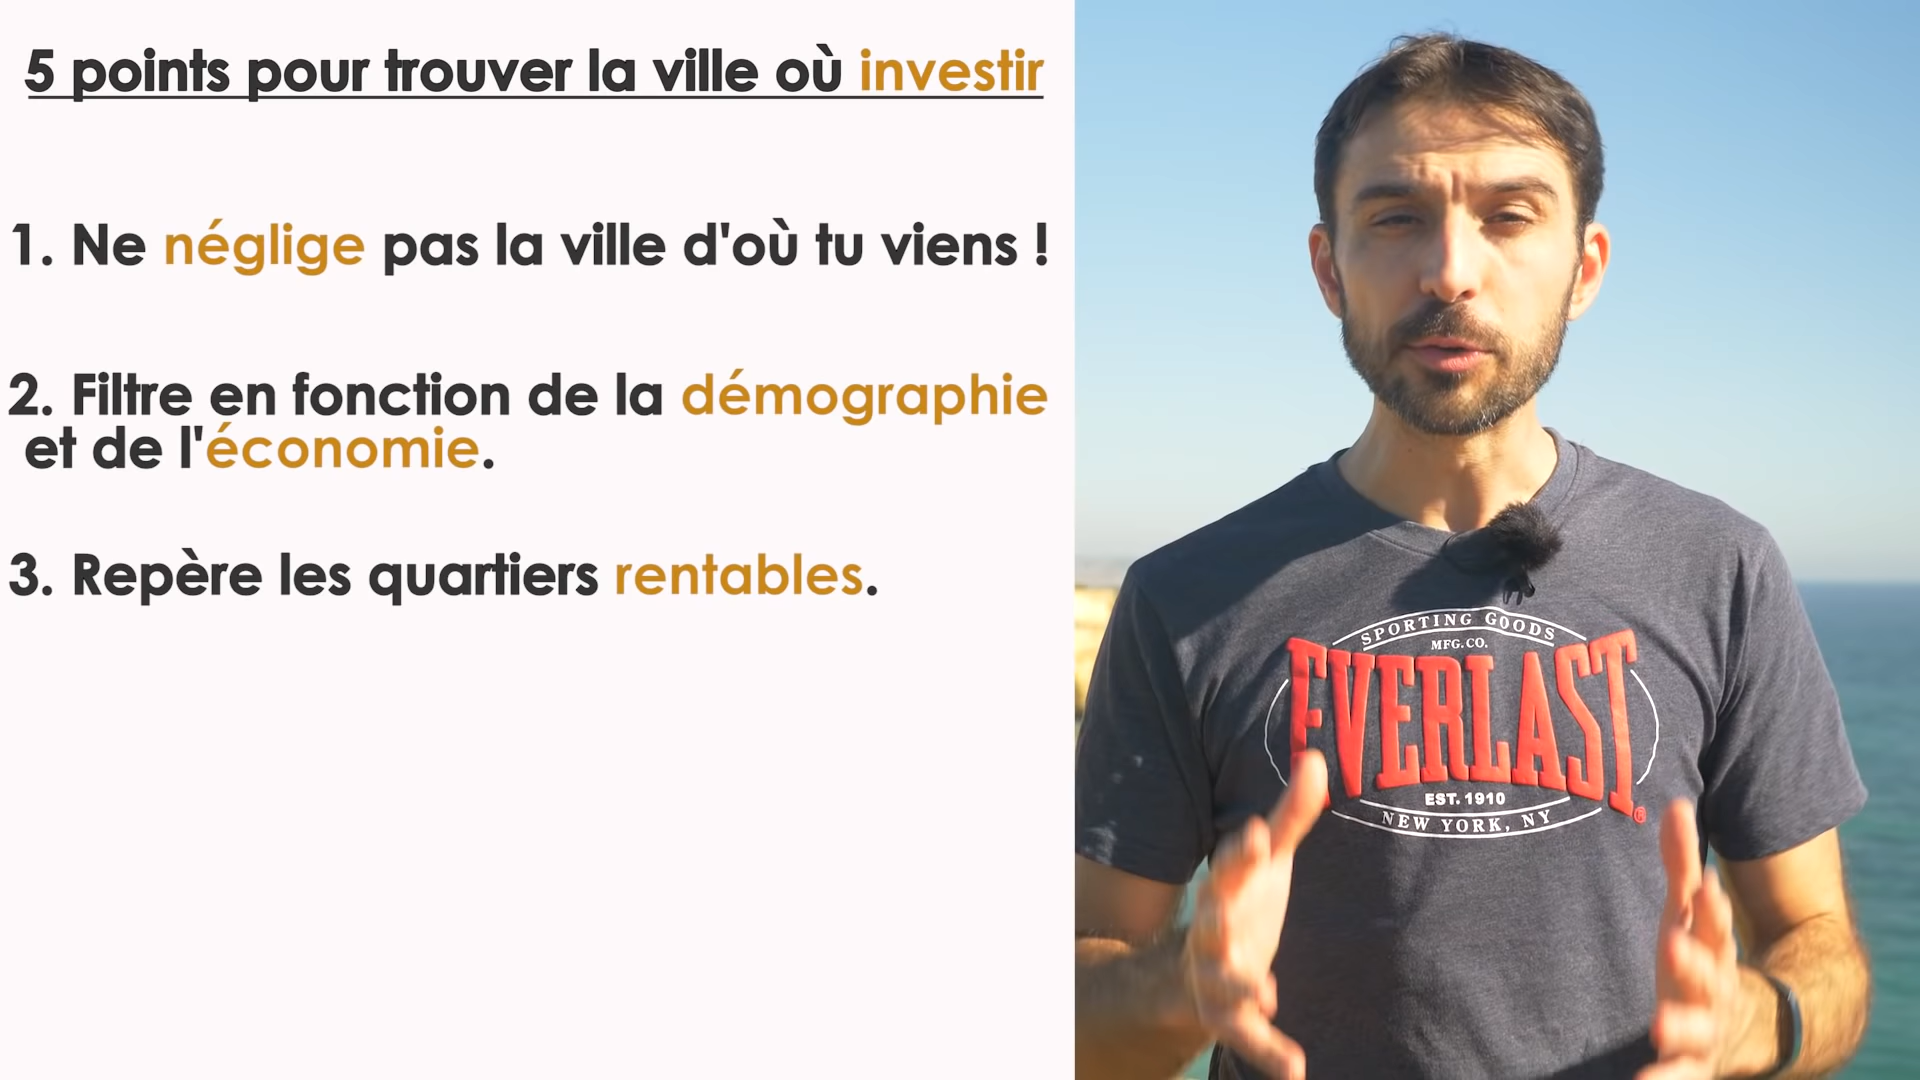 5 points pour trouver la ville où investir
1. Ne néglige pas la ville d'où tu viens !
2. Filtre en fonction de la démographie
et de l'économie.
3. Repère les quartiers rentables.
SPORTING GOODS
MFG. CO.
EVERLAST®
EST. 1910
NEW YORK, NY